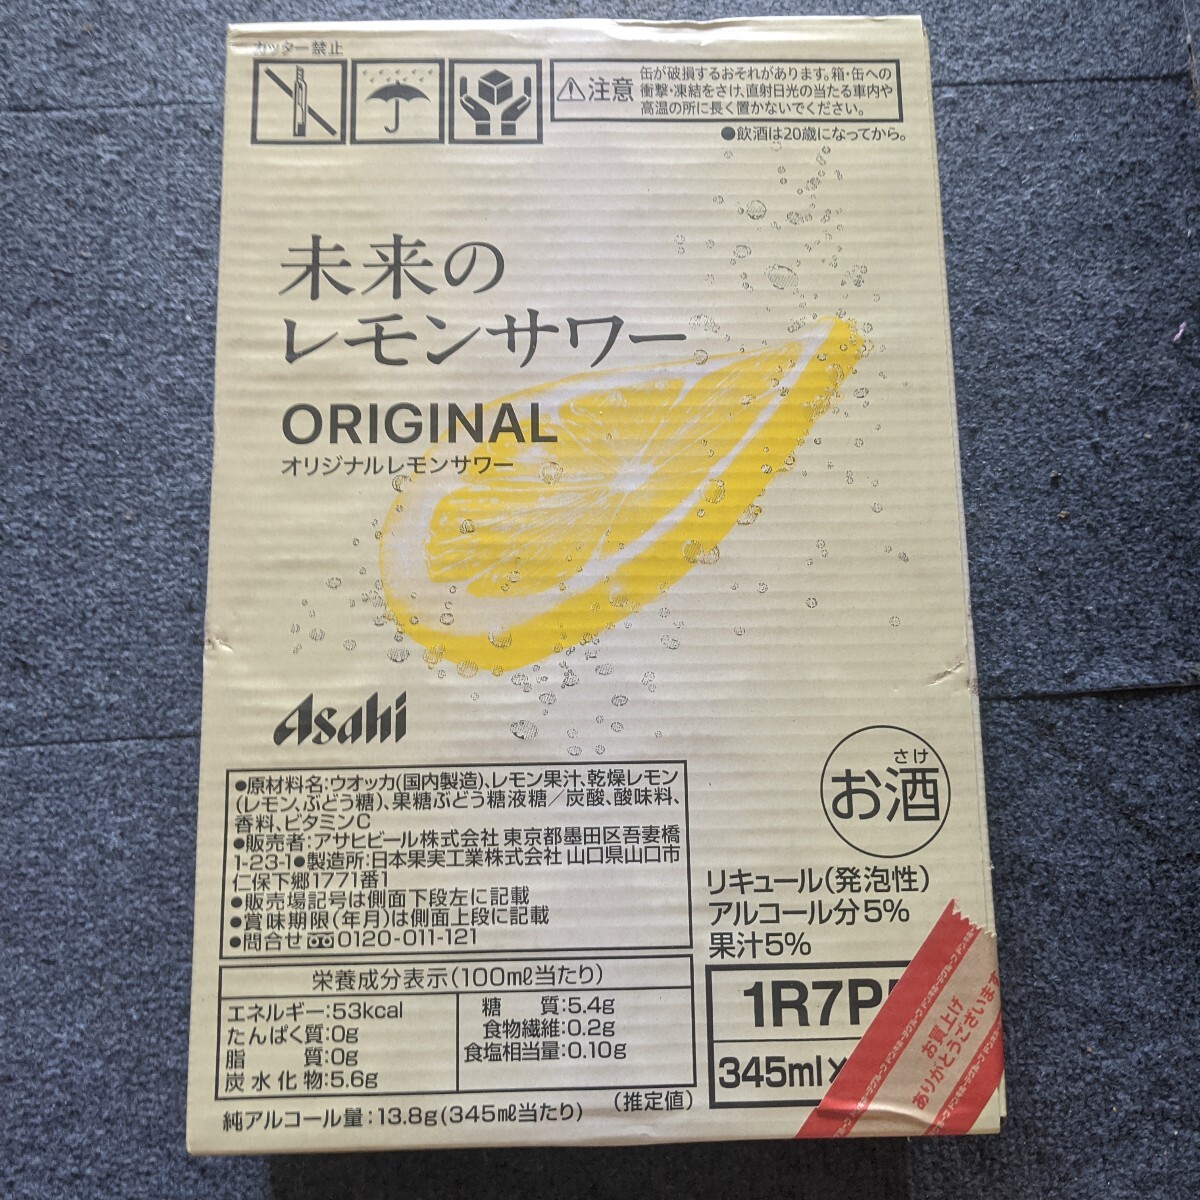 カッター禁止
⚠注意
缶が破損するおそれがあります。箱・缶への
衝撃・凍結をさけ、直射日光の当たる車内や
高温の所に長く置かないでください。
●飲酒は20歳になってから。
未来の
レモンサワー
ORIGINAL
オリジナルレモンサワー
Asahi
●原材料名:ウオッカ(国内製造)、レモン果汁、乾燥レモン
(レモン、ぶどう糖)、果糖ぶどう糖液糖/炭酸、酸味料、
香料、ビタミンC
●販売者:アサヒビール株式会社 東京都墨田区吾妻橋
1-23-1●製造所:日本果実工業株式会社 山口県山口市
仁保下郷1771番1
●販売場記号は側面下段左に記載
●賞味期限(年月)は側面上段に記載
●問合せ 0120-011-121
さけ
お酒
リキュール(発泡性)
アルコール分5%
果汁5%
栄養成分表示(100㎖当たり)
エネルギー:53kcal
たんぱく質:0g
脂質:0g
炭水化物:5.6g
糖質:5.4g
食物繊維:0.2g
食塩相当量:0.10g
(推定値)
純アルコール量:13.8g(345㎖当たり)
1R7P
345ml×
お買上げ
ありがとうございます